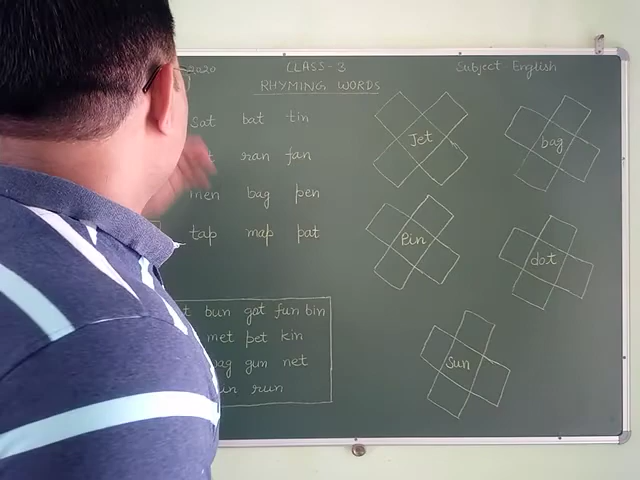 2020 CLASS-3 Subject-English
RHYMING WORDS
sat bat tin
ran fan
men bag pen
tap map pat
bun got fun bin
met pet kin
gum net
run
Jet
bag
Pin
dot
Sun